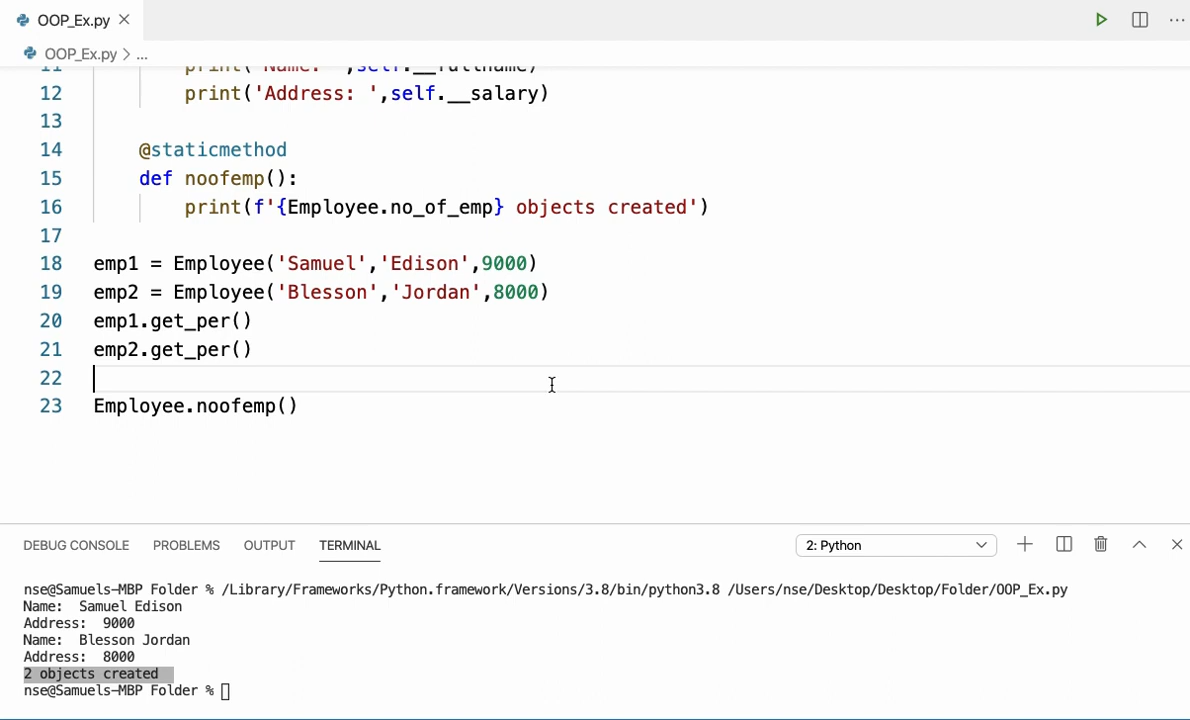 OOP_Ex.py
OOP_Ex.py > ...
11 print('Name: ',self.__fullname)
12 print('Address: ',self.__salary)
13
14 @staticmethod
15 def noofemp():
16 print(f'{Employee.no_of_emp} objects created')
17
18 emp1 = Employee('Samuel','Edison',9000)
19 emp2 = Employee('Blesson','Jordan',8000)
20 emp1.get_per()
21 emp2.get_per()
22
23 Employee.noofemp()
DEBUG CONSOLE PROBLEMS OUTPUT TERMINAL 2: Python
nse@Samuels-MBP Folder % /Library/Frameworks/Python.framework/Versions/3.8/bin/python3.8 /Users/nse/Desktop/Desktop/Folder/OOP_Ex.py
Name:  Samuel Edison
Address:  9000
Name:  Blesson Jordan
Address:  8000
2 objects created
nse@Samuels-MBP Folder %